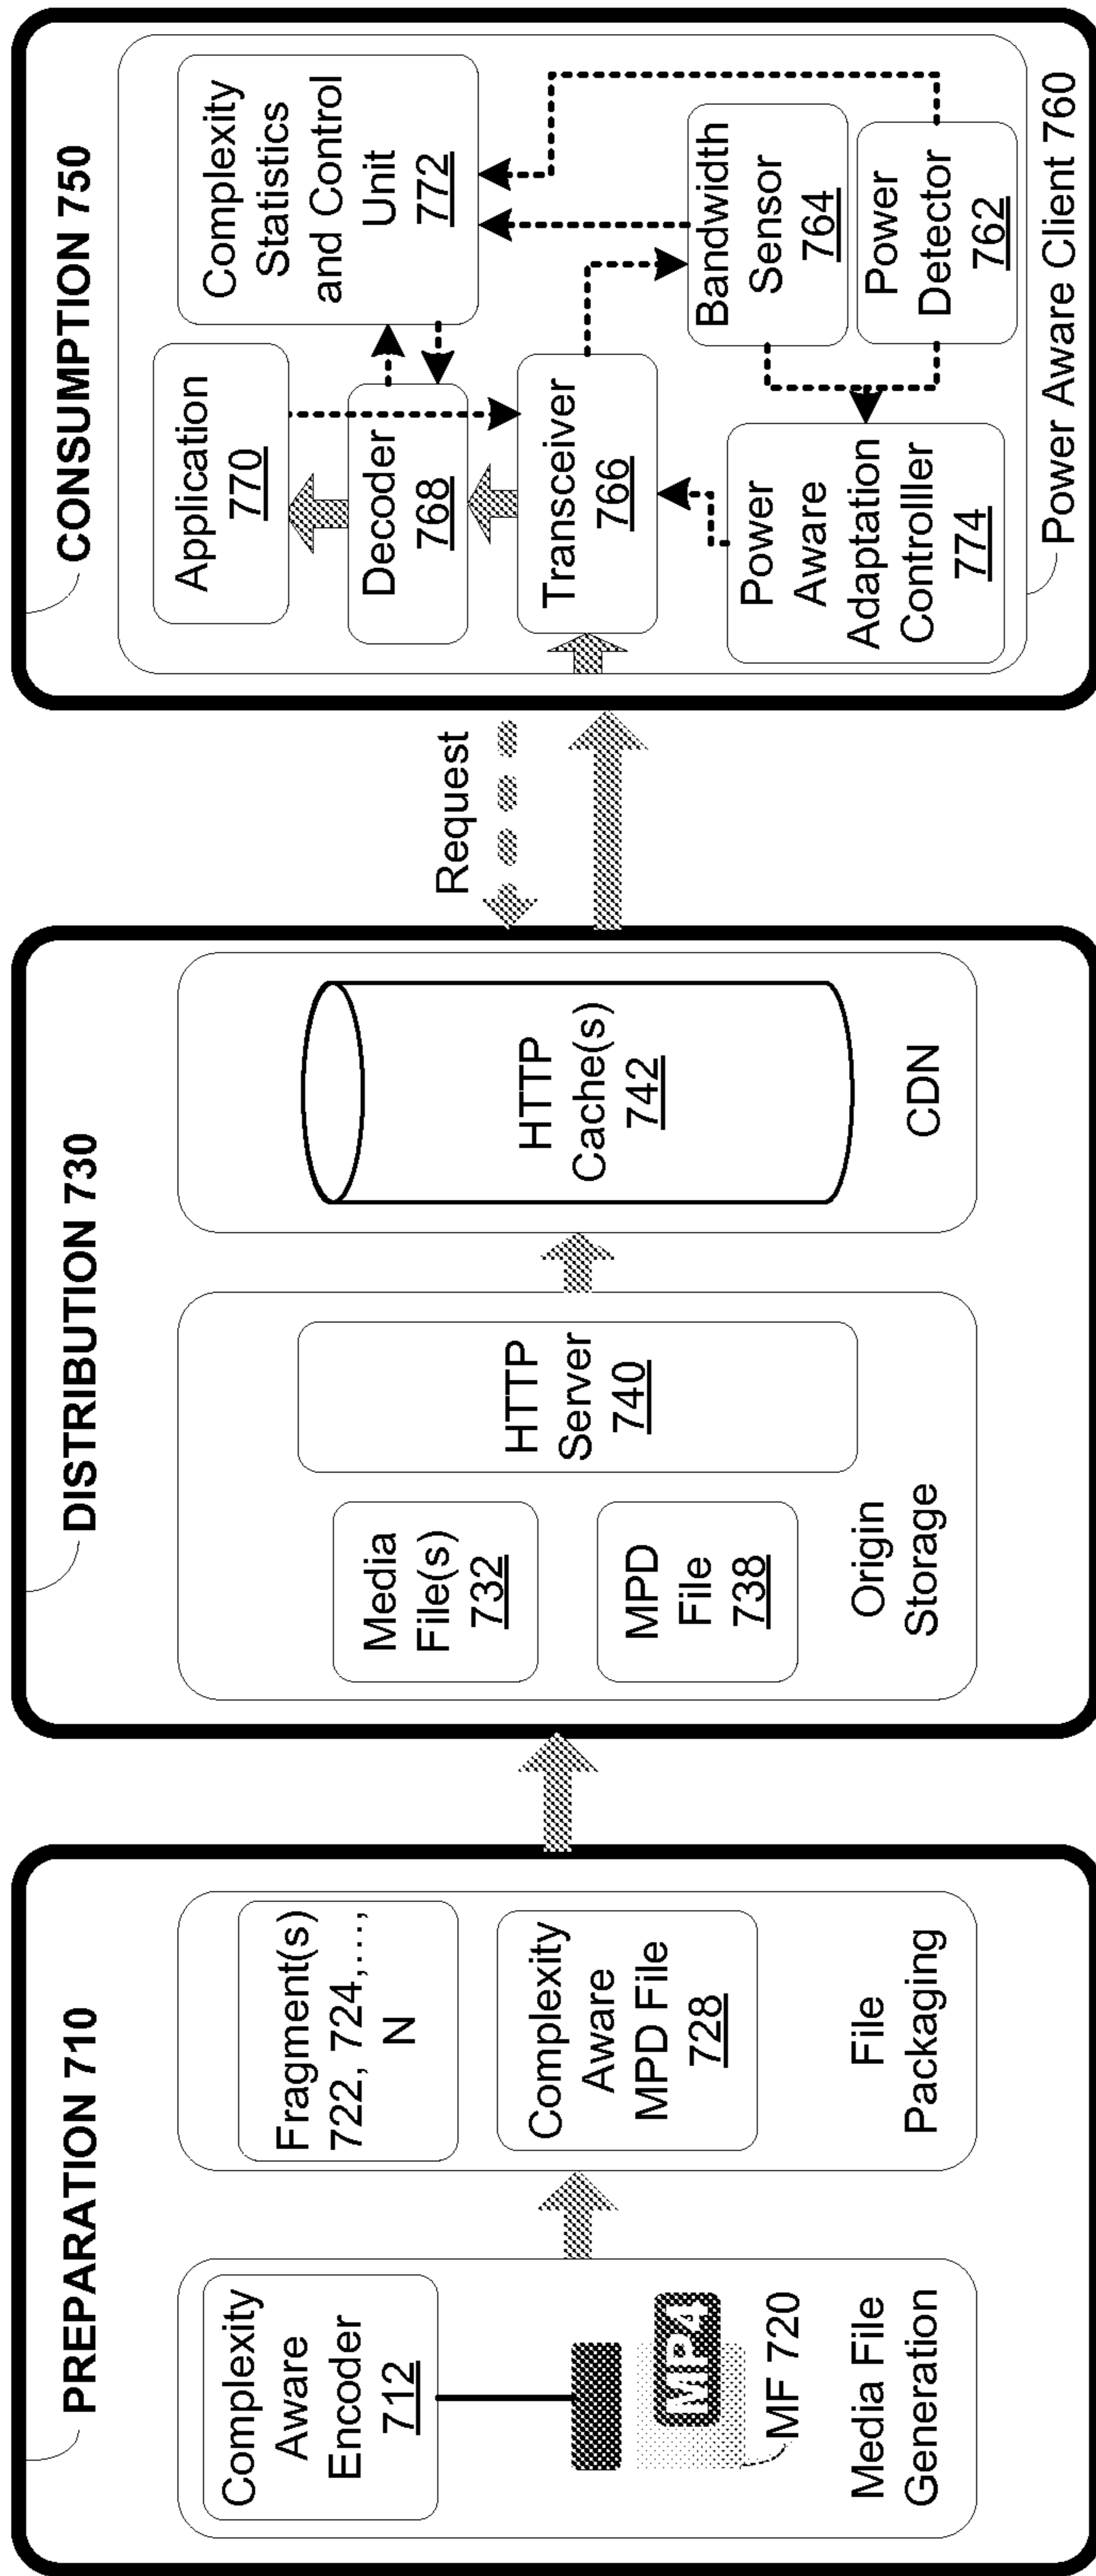 PREPARATION 710
Complexity
Aware
Encoder
712
MP4
MF 720
Media File
Generation
Fragment(s)
722, 724,...,
N
Complexity
Aware
MPD File
728
File
Packaging
DISTRIBUTION 730
Media
File(s)
732
MPD
File
738
HTTP
Server
740
Origin
Storage
HTTP
Cache(s)
742
CDN
Request
CONSUMPTION 750
Application
770
Decoder
768
Transceiver
766
Power
Aware
Adaptation
Controlller
774
Complexity
Statistics
and Control
Unit
772
Bandwidth
Sensor
764
Power
Detector
762
Power Aware Client 760